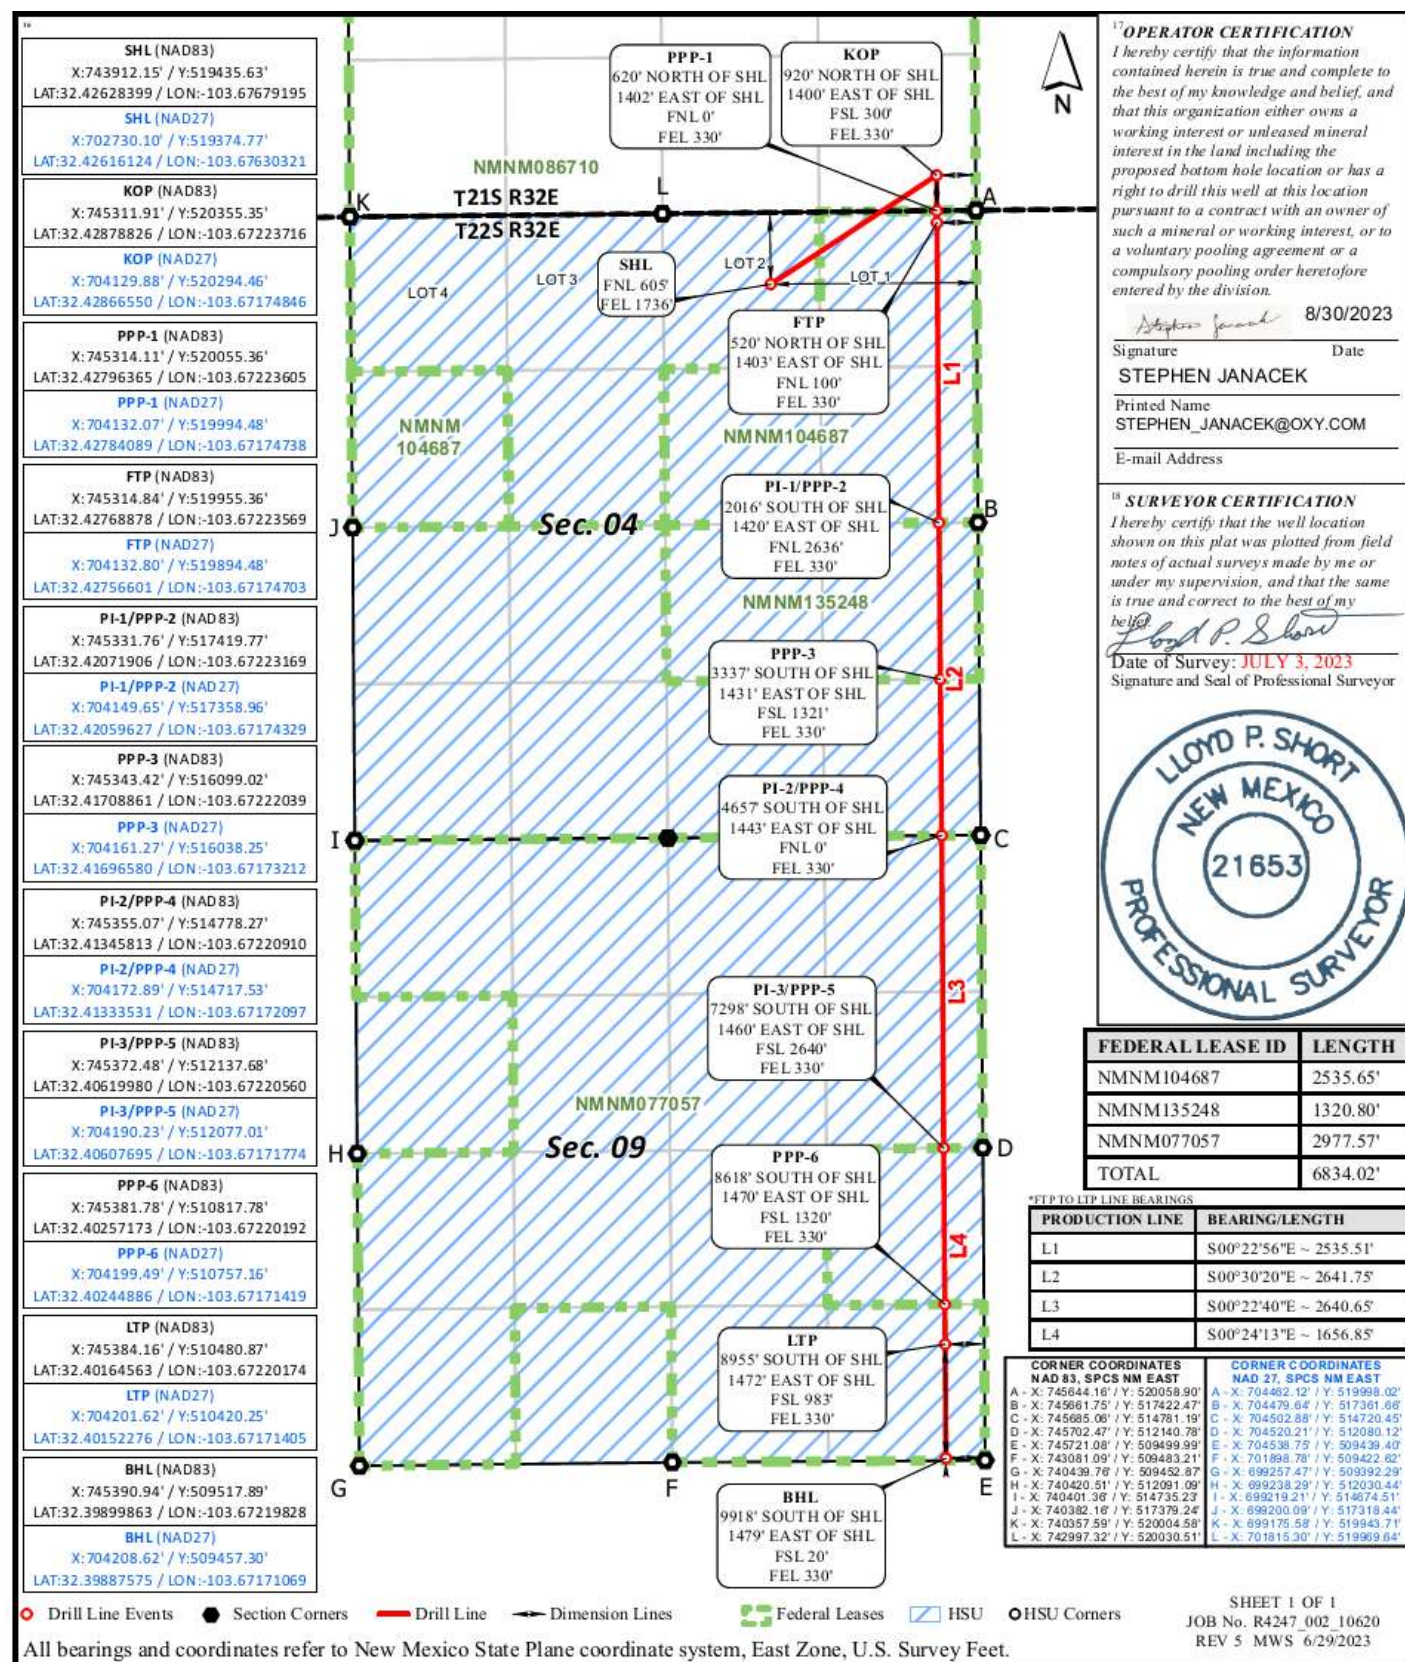 16
SHL (NAD83)
X:743912.15' / Y:519435.63'
LAT:32.42628399 / LON:-103.67679195
SHL (NAD27)
X:702730.10' / Y:519374.77'
LAT:32.42616124 / LON:-103.67630321
KOP (NAD83)
X:745311.91' / Y:520355.35'
LAT:32.42878826 / LON:-103.67223716
KOP (NAD27)
X:704129.88' / Y:520294.46'
LAT:32.42866550 / LON:-103.67174846
PPP-1 (NAD83)
X:745314.11' / Y:520055.36'
LAT:32.42796365 / LON:-103.67223605
PPP-1 (NAD27)
X:704132.07' / Y:519994.48'
LAT:32.42784089 / LON:-103.67174738
FTP (NAD83)
X:745314.84' / Y:519955.36'
LAT:32.42768878 / LON:-103.67223569
FTP (NAD27)
X:704132.80' / Y:519894.48'
LAT:32.42756601 / LON:-103.67174703
PI-1/PPP-2 (NAD83)
X:745331.76' / Y:517419.77'
LAT:32.42071906 / LON:-103.67223169
PI-1/PPP-2 (NAD27)
X:704149.65' / Y:517358.96'
LAT:32.42059627 / LON:-103.67174329
PPP-3 (NAD83)
X:745343.42' / Y:516099.02'
LAT:32.41708861 / LON:-103.67222039
PPP-3 (NAD27)
X:704161.27' / Y:516038.25'
LAT:32.41696580 / LON:-103.67173212
PI-2/PPP-4 (NAD83)
X:745355.07' / Y:514778.27'
LAT:32.41345813 / LON:-103.67220910
PI-2/PPP-4 (NAD27)
X:704172.89' / Y:514717.53'
LAT:32.41333531 / LON:-103.67172097
PI-3/PPP-5 (NAD83)
X:745372.48' / Y:512137.68'
LAT:32.40619980 / LON:-103.67220560
PI-3/PPP-5 (NAD27)
X:704190.23' / Y:512077.01'
LAT:32.40607695 / LON:-103.67171774
PPP-6 (NAD83)
X:745381.78' / Y:510817.78'
LAT:32.40257173 / LON:-103.67220192
PPP-6 (NAD27)
X:704199.49' / Y:510757.16'
LAT:32.40244886 / LON:-103.67171419
LTP (NAD83)
X:745384.16' / Y:510480.87'
LAT:32.40164563 / LON:-103.67220174
LTP (NAD27)
X:704201.62' / Y:510420.25'
LAT:32.40152276 / LON:-103.67171405
BHL (NAD83)
X:745390.94' / Y:509517.89'
LAT:32.39899863 / LON:-103.67219828
BHL (NAD27)
X:704208.62' / Y:509457.30'
LAT:32.39887575 / LON:-103.67171069
PPP-1
620' NORTH OF SHL
1402' EAST OF SHL
FNL 0'
FEL 330'
KOP
920' NORTH OF SHL
1400' EAST OF SHL
FSL 300'
FEL 330'
N
NMNM086710
K
T21S R32E
L
A
T22S R32E
LOT 4
LOT 3
LOT 2
LOT 1
SHL
FNL 605'
FEL 1736'
FTP
520' NORTH OF SHL
1403' EAST OF SHL
FNL 100'
FEL 330'
L1
NMNM
104687
NMNM104687
PI-1/PPP-2
2016' SOUTH OF SHL
1420' EAST OF SHL
FNL 2636'
FEL 330'
J
Sec. 04
B
NMNM135248
PPP-3
3337' SOUTH OF SHL
1431' EAST OF SHL
FSL 1321'
FEL 330'
L2
PI-2/PPP-4
4657' SOUTH OF SHL
1443' EAST OF SHL
FNL 0'
FEL 330'
I
C
PI-3/PPP-5
7298' SOUTH OF SHL
1460' EAST OF SHL
FSL 2640'
FEL 330'
L3
NMNM077057
H
Sec. 09
D
PPP-6
8618' SOUTH OF SHL
1470' EAST OF SHL
FSL 1320'
FEL 330'
L4
LTP
8955' SOUTH OF SHL
1472' EAST OF SHL
FSL 983'
FEL 330'
G
F
E
BHL
9918' SOUTH OF SHL
1479' EAST OF SHL
FSL 20'
FEL 330'
17 OPERATOR CERTIFICATION
I hereby certify that the information
contained herein is true and complete to
the best of my knowledge and belief, and
that this organization either owns a
working interest or unleased mineral
interest in the land including the
proposed bottom hole location or has a
right to drill this well at this location
pursuant to a contract with an owner of
such a mineral or working interest, or to
a voluntary pooling agreement or a
compulsory pooling order heretofore
entered by the division.
Stephen Janacek 8/30/2023
Signature Date
STEPHEN JANACEK
Printed Name
STEPHEN_JANACEK@OXY.COM
E-mail Address
18 SURVEYOR CERTIFICATION
I hereby certify that the well location
shown on this plat was plotted from field
notes of actual surveys made by me or
under my supervision, and that the same
is true and correct to the best of my
belief.
Lloyd P. Short
Date of Survey: JULY 3, 2023
Signature and Seal of Professional Surveyor
LLOYD P. SHORT
NEW MEXICO
21653
PROFESSIONAL SURVEYOR
FEDERAL LEASE ID LENGTH
NMNM104687 2535.65'
NMNM135248 1320.80'
NMNM077057 2977.57'
TOTAL 6834.02'
*FTP TO LTP LINE BEARINGS
PRODUCTION LINE BEARING/LENGTH
L1 S00°22'56"E ~ 2535.51'
L2 S00°30'20"E ~ 2641.75'
L3 S00°22'40"E ~ 2640.65'
L4 S00°24'13"E ~ 1656.85'
CORNER COORDINATES
NAD 83, SPCS NM EAST
A - X: 745644.16' / Y: 520058.90'
B - X: 745661.75' / Y: 517422.47'
C - X: 745685.06' / Y: 514781.19'
D - X: 745702.47' / Y: 512140.78'
E - X: 745721.08' / Y: 509499.99'
F - X: 743081.09' / Y: 509483.21'
G - X: 740439.76' / Y: 509452.87'
H - X: 740420.51' / Y: 512091.09'
I - X: 740401.36' / Y: 514735.23'
J - X: 740382.16' / Y: 517379.24'
K - X: 740357.59' / Y: 520004.58'
L - X: 742997.32' / Y: 520030.51'
CORNER COORDINATES
NAD 27, SPCS NM EAST
A - X: 704462.12' / Y: 519998.02'
B - X: 704479.64' / Y: 517361.66'
C - X: 704502.88' / Y: 514720.45'
D - X: 704520.21' / Y: 512080.12'
E - X: 704538.75' / Y: 509439.40'
F - X: 701898.78' / Y: 509422.62'
G - X: 699257.47' / Y: 509392.29'
H - X: 699238.29' / Y: 512030.44'
I - X: 699219.21' / Y: 514674.51'
J - X: 699200.09' / Y: 517318.44'
K - X: 699175.58' / Y: 519943.71'
L - X: 701815.30' / Y: 519969.64'
Drill Line Events Section Corners Drill Line Dimension Lines Federal Leases HSU HSU Corners
All bearings and coordinates refer to New Mexico State Plane coordinate system, East Zone, U.S. Survey Feet.
SHEET 1 OF 1
JOB No. R4247_002_10620
REV 5 MWS 6/29/2023